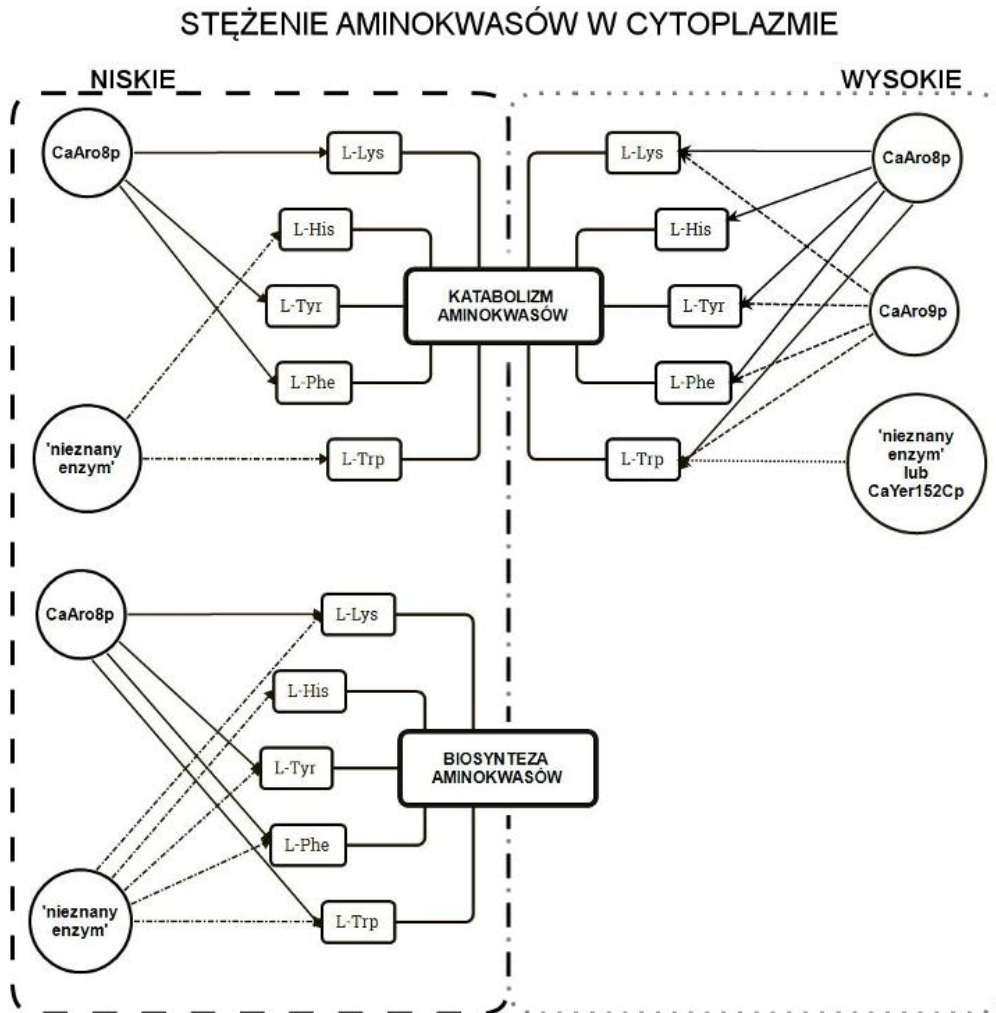 STĘŻENIE AMINOKWASÓW W CYTOPLAZMIE
NISKIE
WYSOKIE
CaAro8p
L-Lys
L-His
L-Tyr
L-Phe
L-Trp
'nieznany
enzym'
KATABOLIZM
AMINOKWASÓW
L-Lys
L-His
L-Tyr
L-Phe
L-Trp
CaAro8p
CaAro9p
'nieznany
enzym'
lub
CaYer152Cp
CaAro8p
L-Lys
L-His
L-Tyr
L-Phe
L-Trp
'nieznany
enzym'
BIOSYNTEZA
AMINOKWASÓW